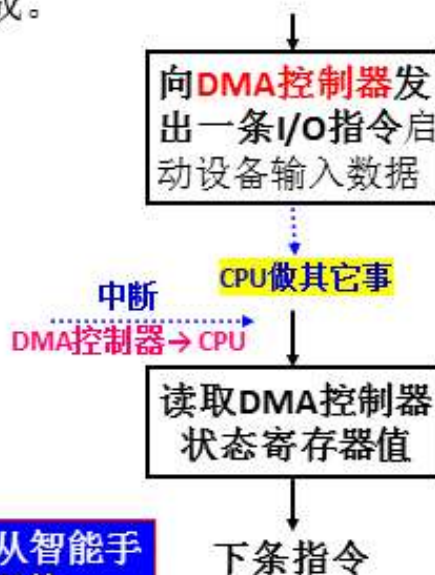 成。
向DMA控制器发
出一条I/O指令启
动设备输入数据
CPU做其它事
中断
DMA控制器→CPU
读取DMA控制器
状态寄存器值
从智能手
下条指令